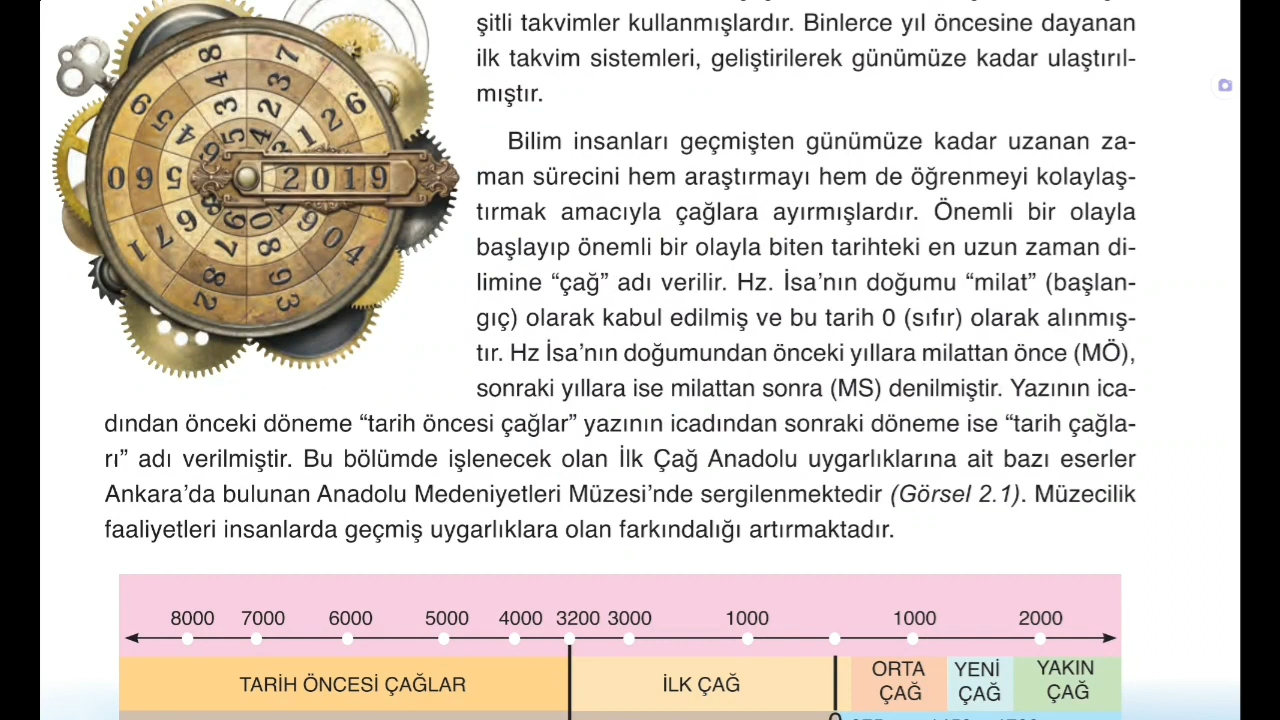 şitli takvimler kullanmışlardır. Binlerce yıl öncesine dayanan
ilk takvim sistemleri, geliştirilerek günümüze kadar ulaştırıl-
mıştır.
Bilim insanları geçmişten günümüze kadar uzanan za-
man sürecini hem araştırmayı hem de öğrenmeyi kolaylaş-
tırmak amacıyla çağlara ayırmışlardır. Önemli bir olayla
başlayıp önemli bir olayla biten tarihteki en uzun zaman di-
limine “çağ” adı verilir. Hz. İsa’nın doğumu “milat” (başlan-
gıç) olarak kabul edilmiş ve bu tarih 0 (sıfır) olarak alınmış-
tır. Hz İsa’nın doğumundan önceki yıllara milattan önce (MÖ),
sonraki yıllara ise milattan sonra (MS) denilmiştir. Yazının ica-
dından önceki döneme “tarih öncesi çağlar” yazının icadından sonraki döneme ise “tarih çağla-
rı” adı verilmiştir. Bu bölümde işlenecek olan İlk Çağ Anadolu uygarlıklarına ait bazı eserler
Ankara’da bulunan Anadolu Medeniyetleri Müzesi’nde sergilenmektedir (Görsel 2.1). Müzecilik
faaliyetleri insanlarda geçmiş uygarlıklara olan farkındalığı artırmaktadır.
2019
8000 7000 6000 5000 4000 3200 3000 1000 1000 2000
TARİH ÖNCESİ ÇAĞLAR
İLK ÇAĞ
ORTA
ÇAĞ
YENİ
ÇAĞ
YAKIN
ÇAĞ